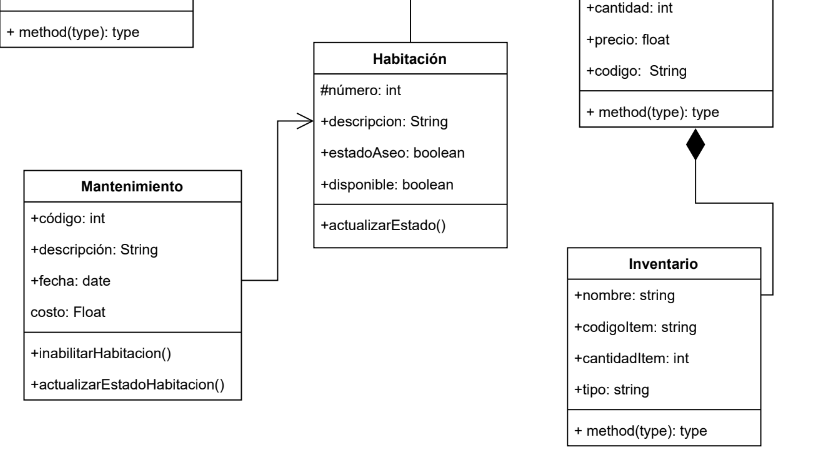 + method(type): type
Habitación
#número: int
+descripcion: String
+estadoAseo: boolean
+disponible: boolean
+actualizarEstado()
+cantidad: int
+precio: float
+codigo: String
+ method(type): type
Mantenimiento
+código: int
+descripción: String
+fecha: date
costo: Float
+inabilitarHabitacion()
+actualizarEstadoHabitacion()
Inventario
+nombre: string
+codigoItem: string
+cantidadItem: int
+tipo: string
+ method(type): type